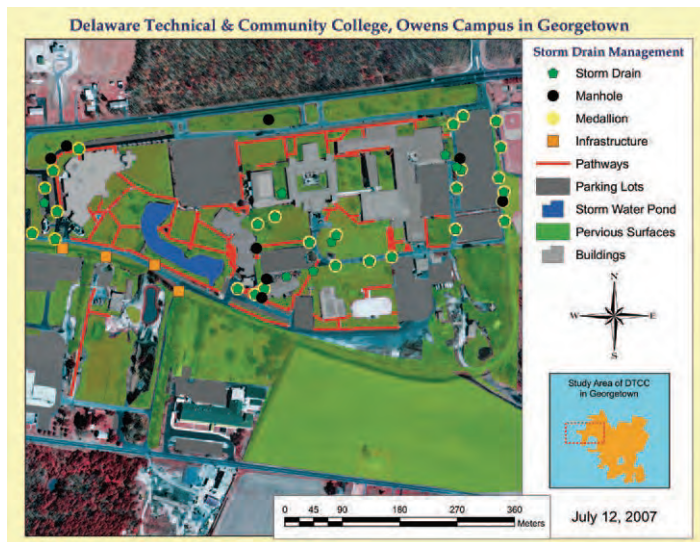 Delaware Technical & Community College, Owens Campus in Georgetown
Storm Drain Management
Storm Drain
Manhole
Medallion
Infrastructure
Pathways
Parking Lots
Storm Water Pond
Pervious Surfaces
Buildings
N
W E
S
Study Area of DTCC
in Georgetown
0 45 90 180 270 360
Meters
July 12, 2007